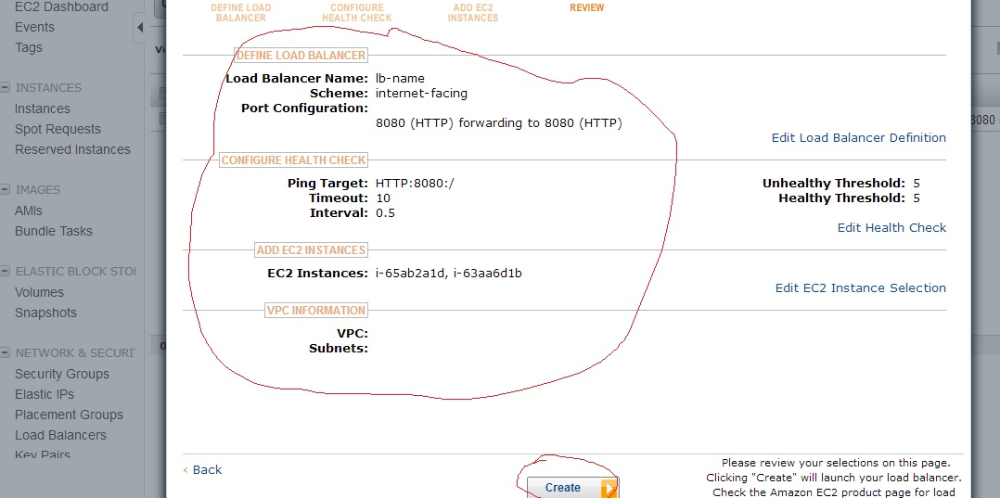 EC2 Dashboard
Events
Tags
INSTANCES
Instances
Spot Requests
Reserved Instances
IMAGES
AMIs
Bundle Tasks
ELASTIC BLOCK
Volumes
Snapshots
NETWORK &
Security Groups
Elastic IPs
Placement Groups
Load Balancers
Key Pairs
DEFINE LOAD
BALANCER
CONFIGURE
HEALTH CHECK
ADD EC2
INSTANCES
REVIEW
DEFINE LOAD BALANCER
Load Balancer Name: lb-name
Scheme: internet-facing
Port Configuration:
8080 (HTTP) forwarding to 8080 (HTTP)
Edit Load Balancer Definition
CONFIGURE HEALTH CHECK
Ping Target: HTTP:8080:/
Unhealthy Threshold: 5
Timeout: 10
Healthy Threshold: 5
Interval: 0.5
Edit Health Check
ADD EC2 INSTANCES
EC2 Instances: i-65ab2a1d, i-63aa6d1b
Edit EC2 Instance Selection
VPC INFORMATION
VPC:
Subnets:
< Back
Create
Please review your selections on this page.
Clicking "Create" will launch your load balancer.
Check the Amazon EC2 product page for load
8080